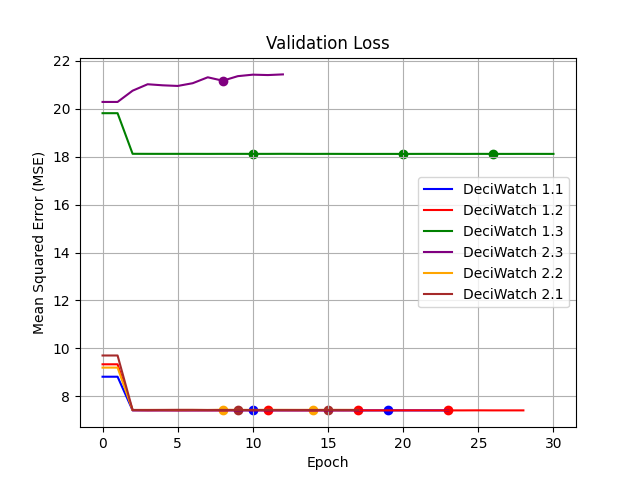 Validation Loss
Mean Squared Error (MSE)
22
20
18
16
14
12
10
8
DeciWatch 1.1
DeciWatch 1.2
DeciWatch 1.3
DeciWatch 2.3
DeciWatch 2.2
DeciWatch 2.1
0 5 10 15 20 25 30
Epoch